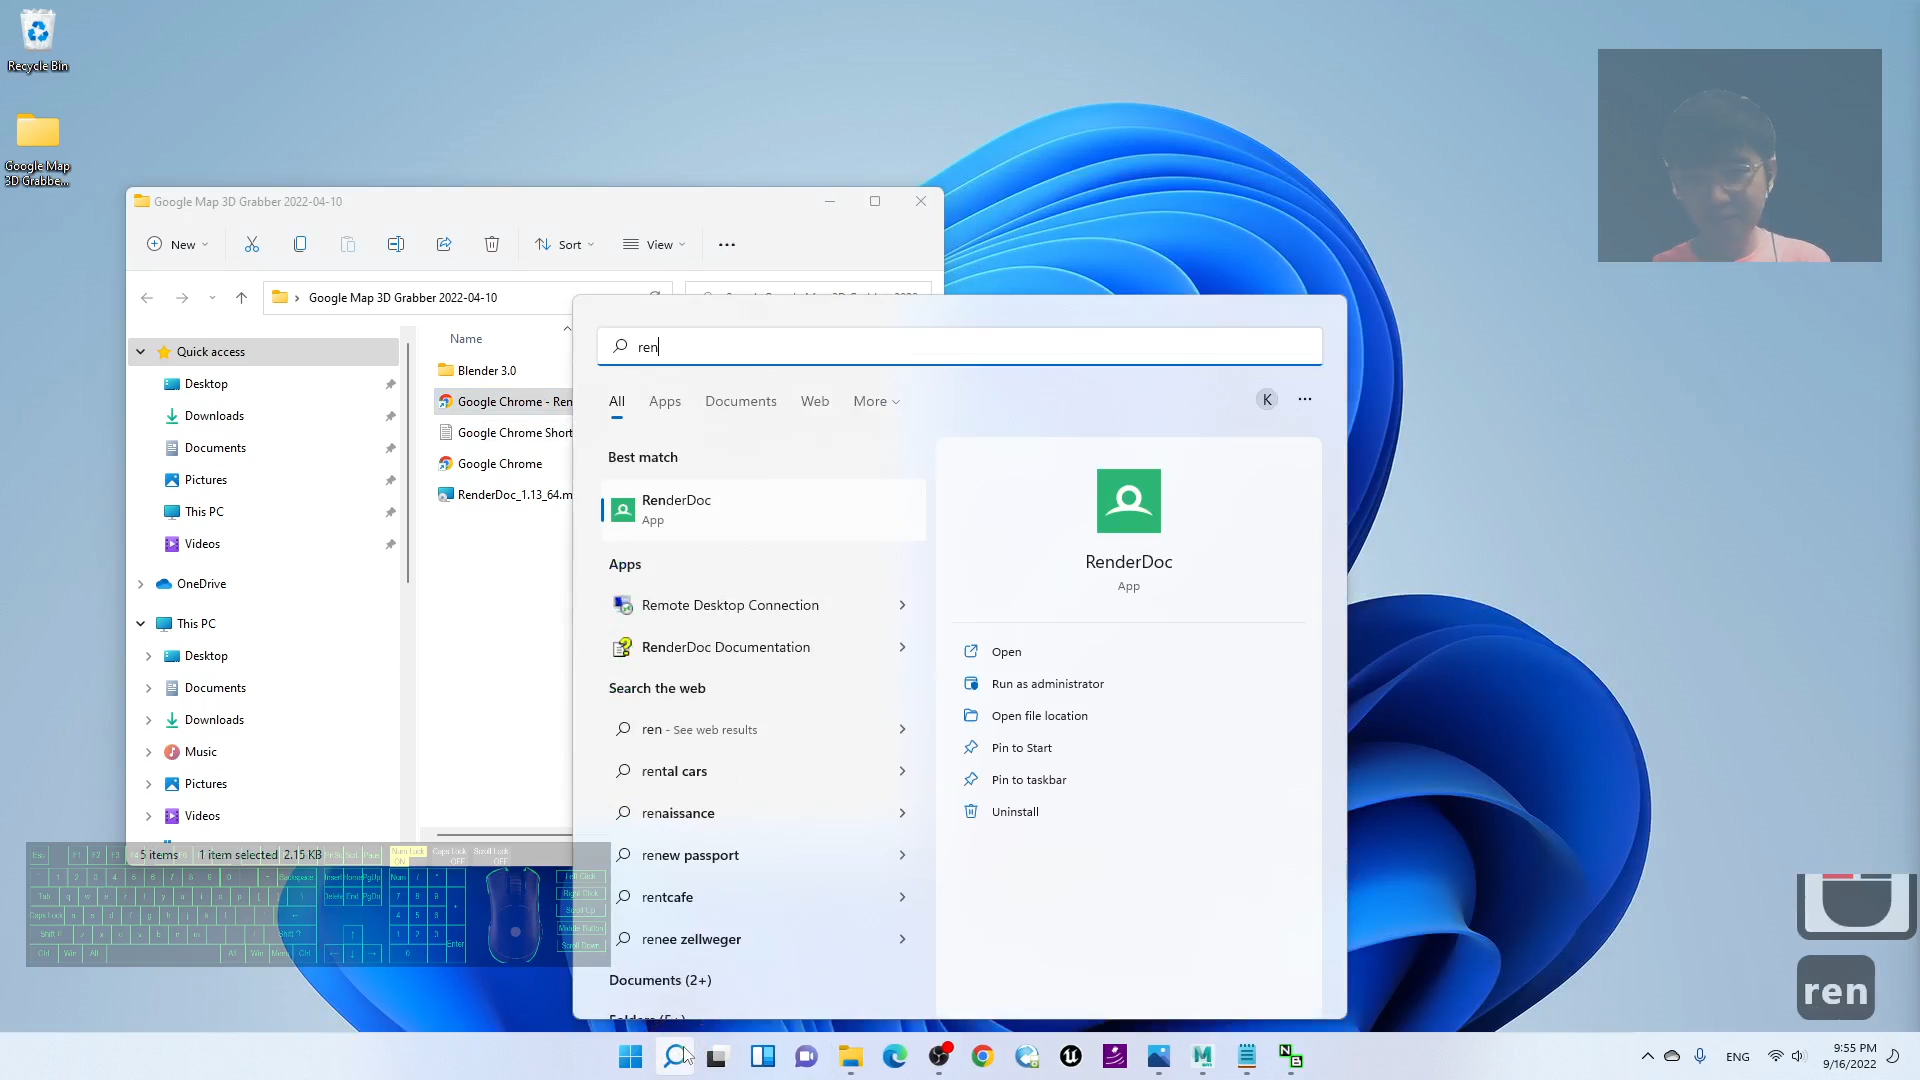 Recycle Bin
Google Map
3D Grabbe...
Google Map 3D Grabber 2022-04-10
New
Sort
View
Google Map 3D Grabber 2022-04-10
Quick access
Desktop
Downloads
Documents
Pictures
This PC
Videos
OneDrive
This PC
Desktop
Documents
Downloads
Music
Pictures
Videos
5 items
1 item selected
2.15 KB
Name
Blender 3.0
Google Chrome - Ren
Google Chrome Short
Google Chrome
RenderDoc_1.13_64.m
ren
All
Apps
Documents
Web
More
K
Best match
RenderDoc
App
Apps
Remote Desktop Connection
RenderDoc Documentation
Search the web
ren - See web results
rental cars
renaissance
renew passport
rentcafe
renee zellweger
Documents (2+)
RenderDoc
App
Open
Run as administrator
Open file location
Pin to Start
Pin to taskbar
Uninstall
ren
ENG
9:55 PM
9/16/2022